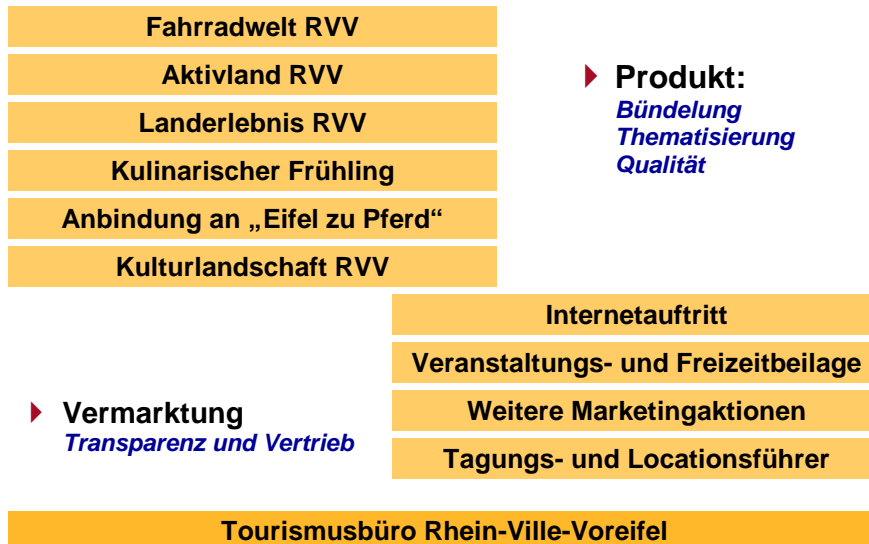 Fahrradwelt RVV
Aktivland RVV
Landerlebnis RVV
Kulinarischer Frühling
Anbindung an „Eifel zu Pferd“
Kulturlandschaft RVV
Produkt:
Bündelung
Thematisierung
Qualität
Internetauftritt
Veranstaltungs- und Freizeitbeilage
Weitere Marketingaktionen
Tagungs- und Locationsführer
Vermarktung
Transparenz und Vertrieb
Tourismusbüro Rhein-Ville-Voreifel